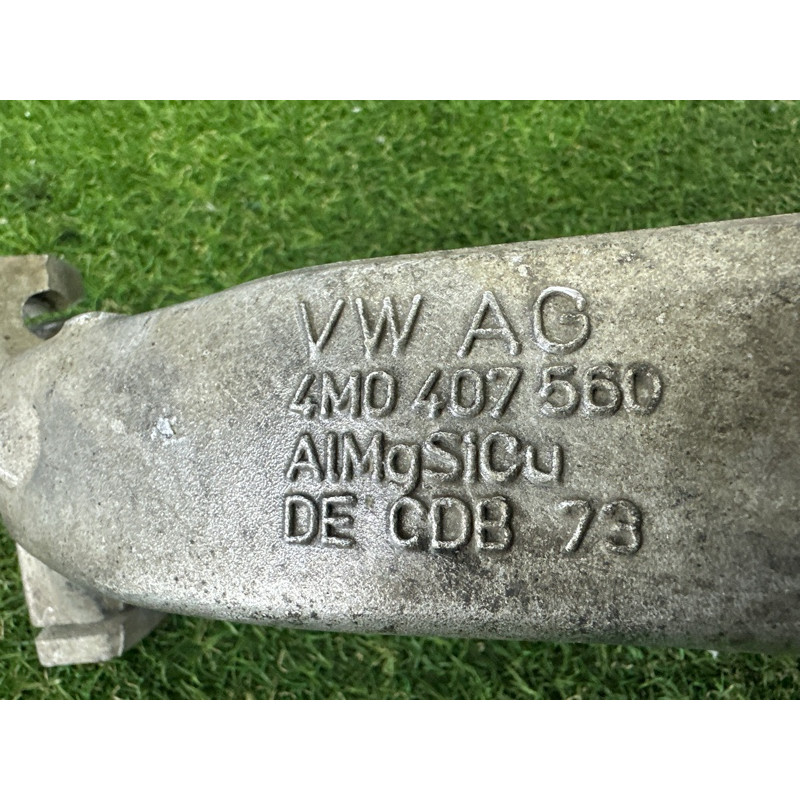 VW AG
4M0 407 560
AlMgSiCu
DE CDB 73